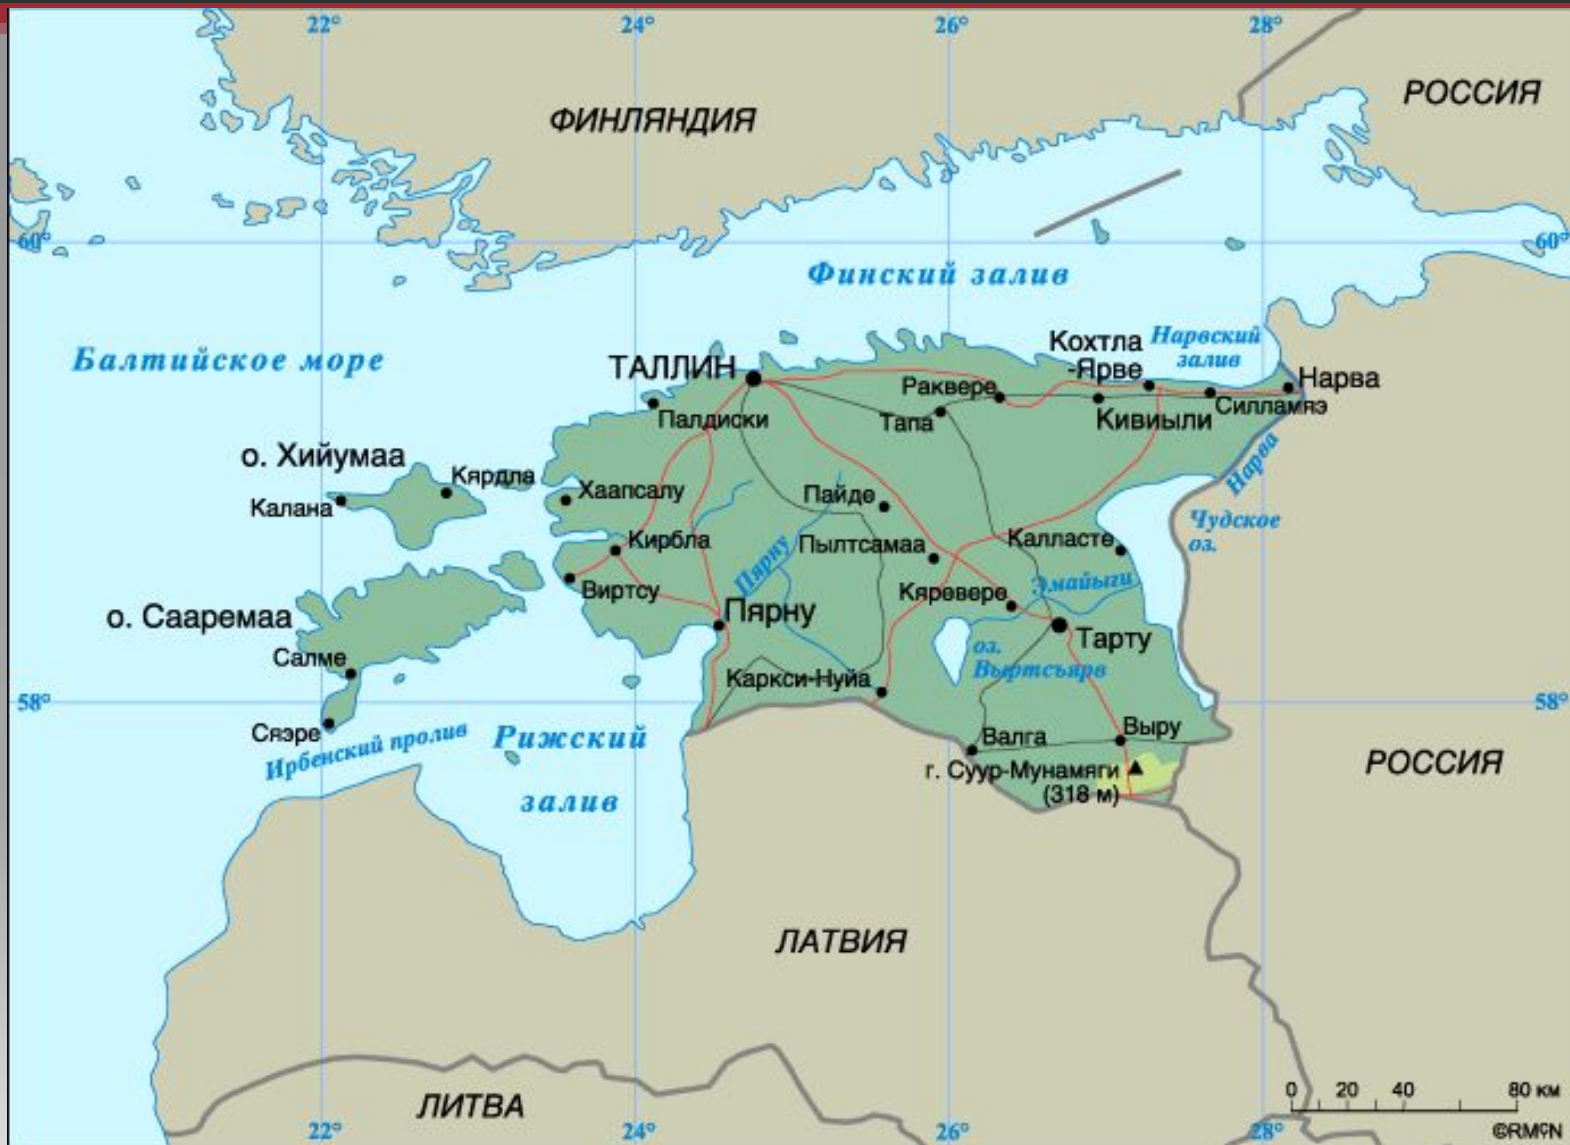 22°
24°
26°
28°
РОССИЯ
ФИНЛЯНДИЯ
60°
60°
Финский залив
Балтийское море
Кохтла
-Ярве
Нарвский
залив
ТАЛЛИН
Раквере
Нарва
Палдиски
Тапа
Кивиыли
Силламяэ
о. Хийумаа
Кярдла
Нарва
Калана
Хаапсалу
Пайде
Чудское
оз.
Кирбла
Пярну
Пылтсамаа
Калласте
Виртсу
Кяревере
Эмайыги
о. Сааремаа
Пярну
Тарту
Салме
оз.
Выртсъярв
Каркси-Нуйа
58°
58°
Сяэре
Ирбенский пролив
Рижский
залив
Валга
Выру
г. Суур-Мунамяги
(318 м)
РОССИЯ
ЛАТВИЯ
ЛИТВА
0 20 40 80 км
22°
24°
26°
28°